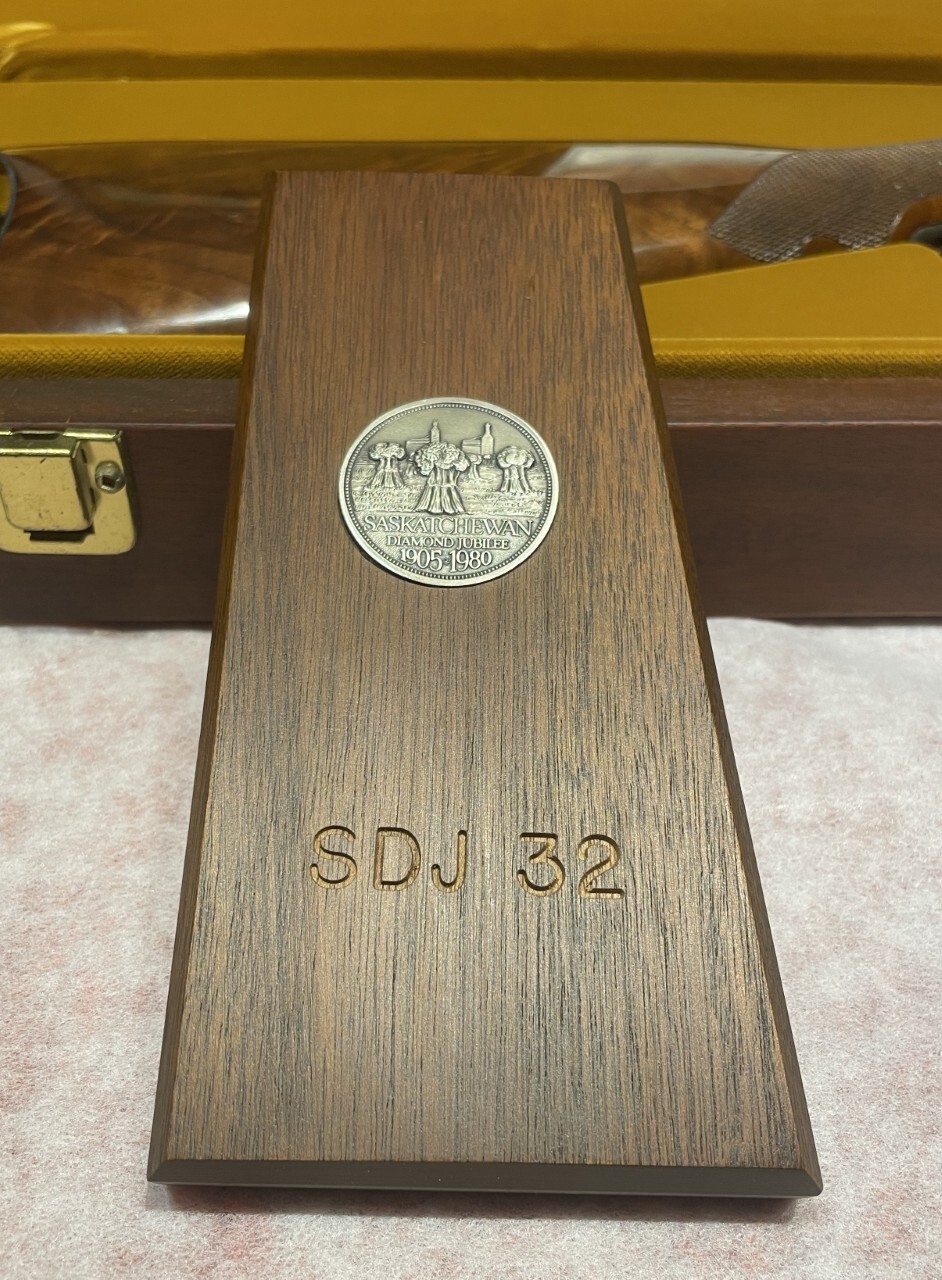 SASKATCHEWAN
DIAMOND JUBILEE
1905-1980
SDJ 32